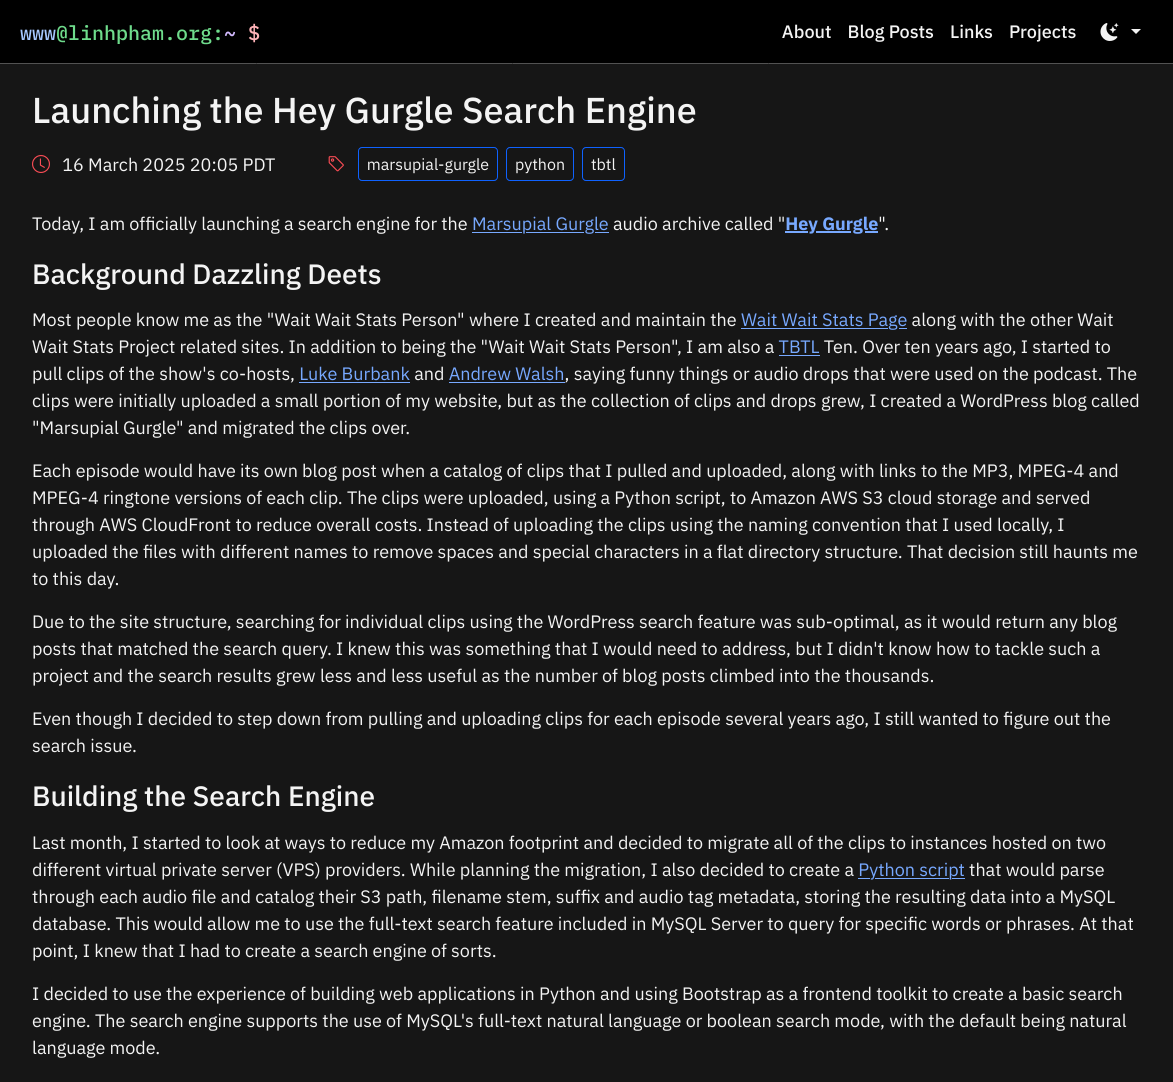 www@linhpham.org:~ $
About Blog Posts Links Projects
Launching the Hey Gurgle Search Engine
16 March 2025 20:05 PDT marsupial-gurgle python tbtl
Today, I am officially launching a search engine for the Marsupial Gurgle audio archive called "Hey Gurgle".
Background Dazzling Deets
Most people know me as the "Wait Wait Stats Person" where I created and maintain the Wait Wait Stats Page along with the other Wait
Wait Stats Project related sites. In addition to being the "Wait Wait Stats Person", I am also a TBTL Ten. Over ten years ago, I started to
pull clips of the show's co-hosts, Luke Burbank and Andrew Walsh, saying funny things or audio drops that were used on the podcast. The
clips were initially uploaded a small portion of my website, but as the collection of clips and drops grew, I created a WordPress blog called
"Marsupial Gurgle" and migrated the clips over.
Each episode would have its own blog post when a catalog of clips that I pulled and uploaded, along with links to the MP3, MPEG-4 and
MPEG-4 ringtone versions of each clip. The clips were uploaded, using a Python script, to Amazon AWS S3 cloud storage and served
through AWS CloudFront to reduce overall costs. Instead of uploading the clips using the naming convention that I used locally, I
uploaded the files with different names to remove spaces and special characters in a flat directory structure. That decision still haunts me
to this day.
Due to the site structure, searching for individual clips using the WordPress search feature was sub-optimal, as it would return any blog
posts that matched the search query. I knew this was something that I would need to address, but I didn't know how to tackle such a
project and the search results grew less and less useful as the number of blog posts climbed into the thousands.
Even though I decided to step down from pulling and uploading clips for each episode several years ago, I still wanted to figure out the
search issue.
Building the Search Engine
Last month, I started to look at ways to reduce my Amazon footprint and decided to migrate all of the clips to instances hosted on two
different virtual private server (VPS) providers. While planning the migration, I also decided to create a Python script that would parse
through each audio file and catalog their S3 path, filename stem, suffix and audio tag metadata, storing the resulting data into a MySQL
database. This would allow me to use the full-text search feature included in MySQL Server to query for specific words or phrases. At that
point, I knew that I had to create a search engine of sorts.
I decided to use the experience of building web applications in Python and using Bootstrap as a frontend toolkit to create a basic search
engine. The search engine supports the use of MySQL's full-text natural language or boolean search mode, with the default being natural
language mode.